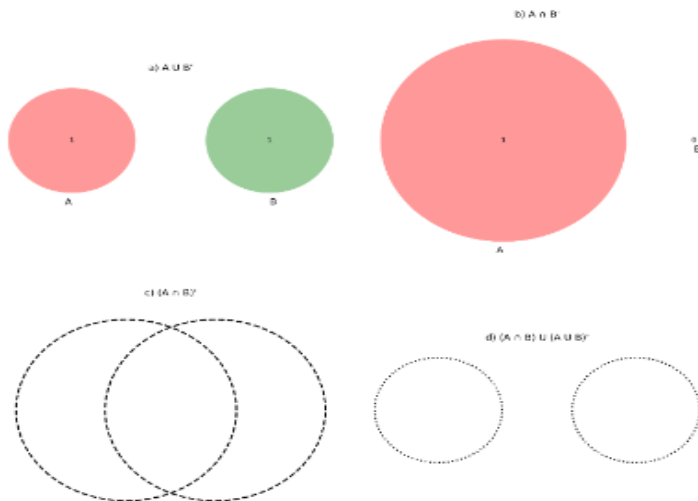 b) A ∩ B'
a) A U B'
1
1
1
A
B
A
c) (A ∩ B)'
d) (A ∩ B) U (A U B)'